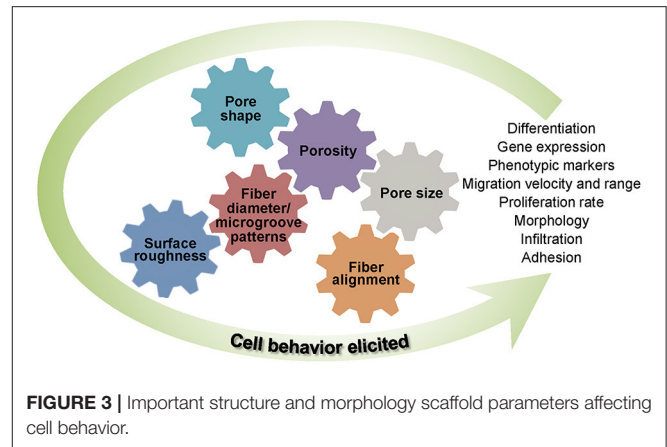 Pore
shape
Porosity
Pore size
Fiber
diameter/
microgroove
patterns
Surface
roughness
Fiber
alignment
Differentiation
Gene expression
Phenotypic markers
Migration velocity and range
Proliferation rate
Morphology
Infiltration
Adhesion
Cell behavior elicited
FIGURE 3 | Important structure and morphology scaffold parameters affecting
cell behavior.